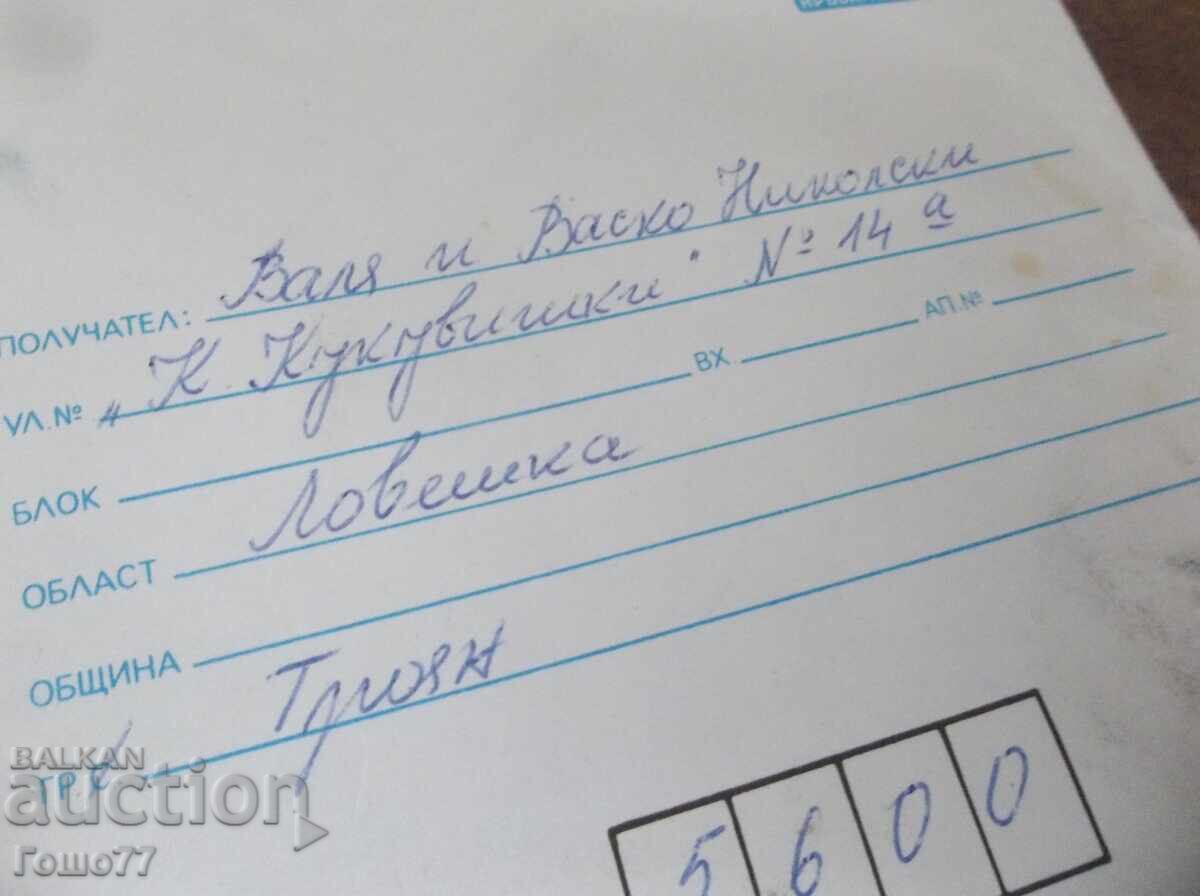 ПОЛУЧАТЕЛ: Валя и Васко Николски
УЛ.№ „К. Кукувишки" № 14 а
БЛОК ВХ. АП.№
ОБЛАСТ Ловешка
ОБЩИНА
ГР. Троян
5600
BALKAN
auction
Гошо77